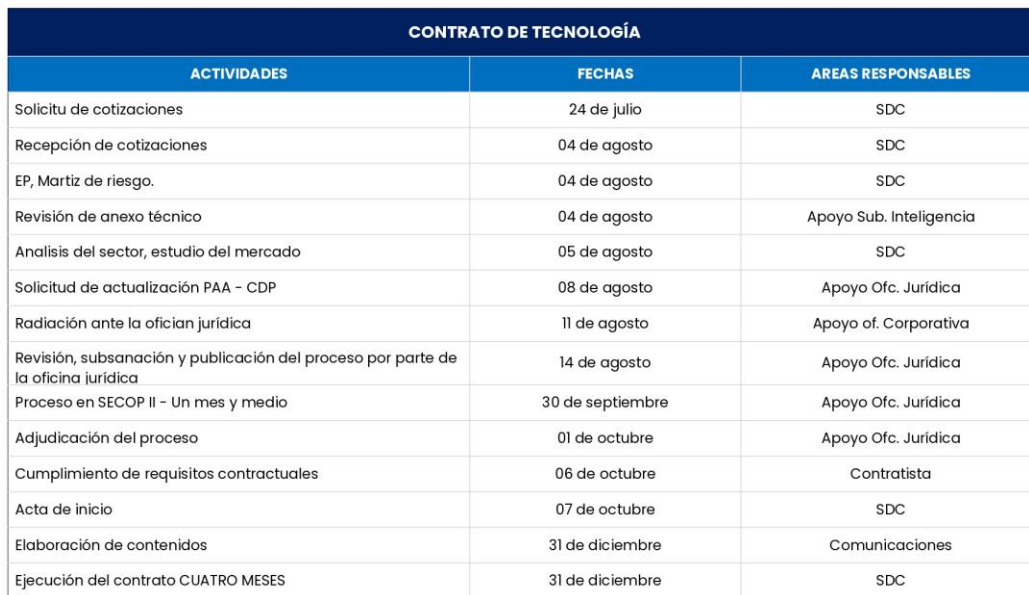 CONTRATO DE TECNOLOGÍA
ACTIVIDADES FECHAS AREAS RESPONSABLES
Solicitu de cotizaciones 24 de julio SDC
Recepción de cotizaciones 04 de agosto SDC
EP, Martiz de riesgo. 04 de agosto SDC
Revisión de anexo técnico 04 de agosto Apoyo Sub. Inteligencia
Analisis del sector, estudio del mercado 05 de agosto SDC
Solicitud de actualización PAA - CDP 08 de agosto Apoyo Ofc. Jurídica
Radiación ante la ofician jurídica 11 de agosto Apoyo of. Corporativa
Revisión, subsanación y publicación del proceso por parte de
la oficina jurídica 14 de agosto Apoyo Ofc. Jurídica
Proceso en SECOP II - Un mes y medio 30 de septiembre Apoyo Ofc. Jurídica
Adjudicación del proceso 01 de octubre Apoyo Ofc. Jurídica
Cumplimiento de requisitos contractuales 06 de octubre Contratista
Acta de inicio 07 de octubre SDC
Elaboración de contenidos 31 de diciembre Comunicaciones
Ejecución del contrato CUATRO MESES 31 de diciembre SDC